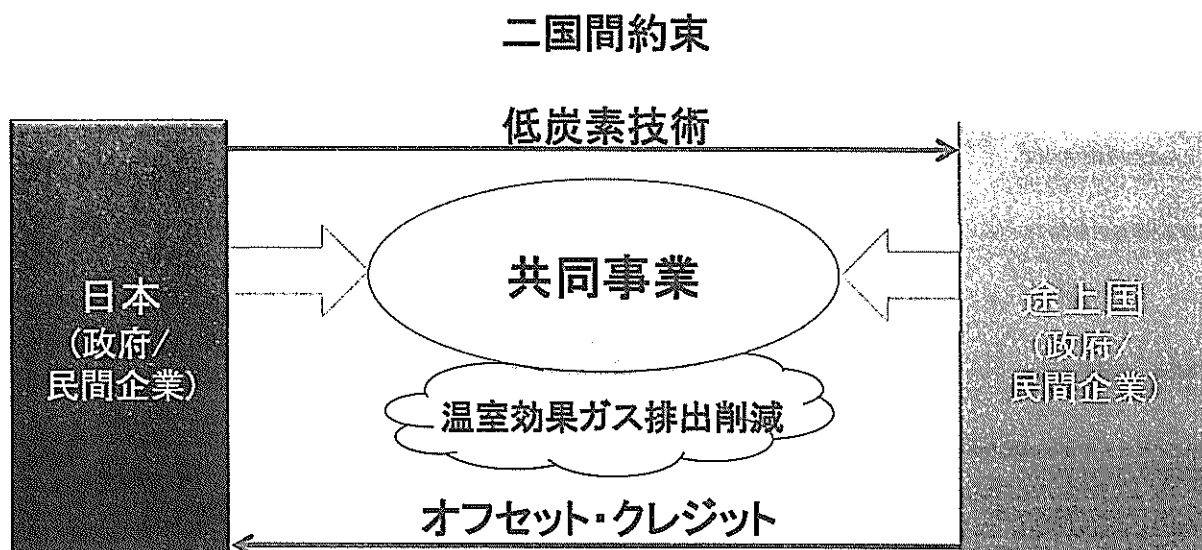 二国間約束
低炭素技術
共同事業
日本
(政府/
民間企業)
途上国
(政府/
民間企業)
温室効果ガス排出削減
オフセット・クレジット